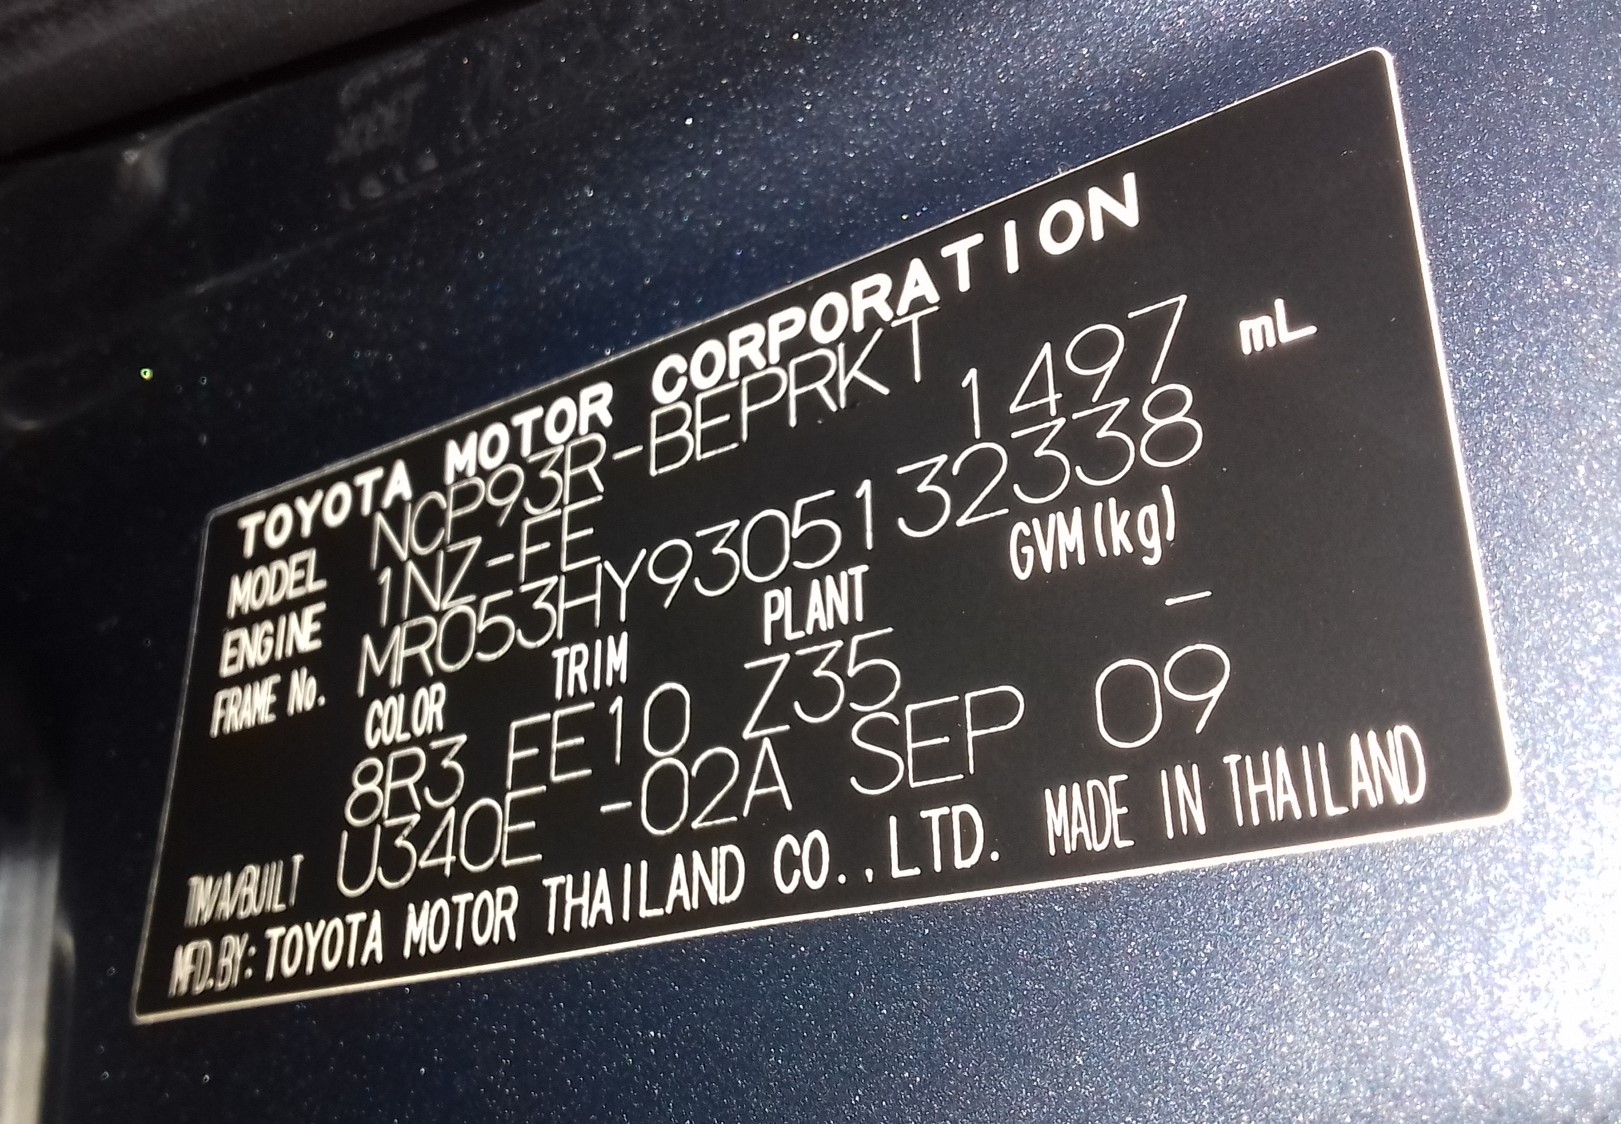 TOYOTA MOTOR CORPORATION
MODEL NCP93R-BEPRKT
ENGINE 1NZ-FE 1497 mL
FRAME No. MR053HY9305132338
COLOR TRIM PLANT GVM(kg)
8R3 FE10 Z35 -
TM/A/BUILT U340E -02A SEP 09
MFD.BY: TOYOTA MOTOR THAILAND CO.,LTD. MADE IN THAILAND